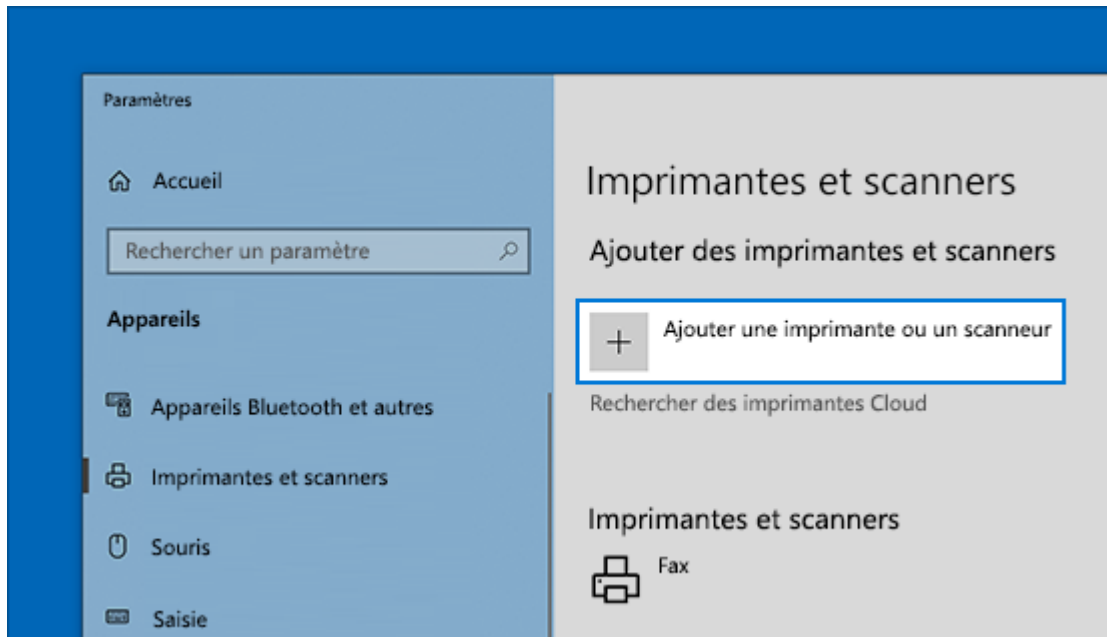 Paramètres
Accueil
Rechercher un paramètre
Appareils
Appareils Bluetooth et autres
Imprimantes et scanners
Souris
Saisie
Imprimantes et scanners
Ajouter des imprimantes et scanners
Ajouter une imprimante ou un scanneur
Rechercher des imprimantes Cloud
Imprimantes et scanners
Fax